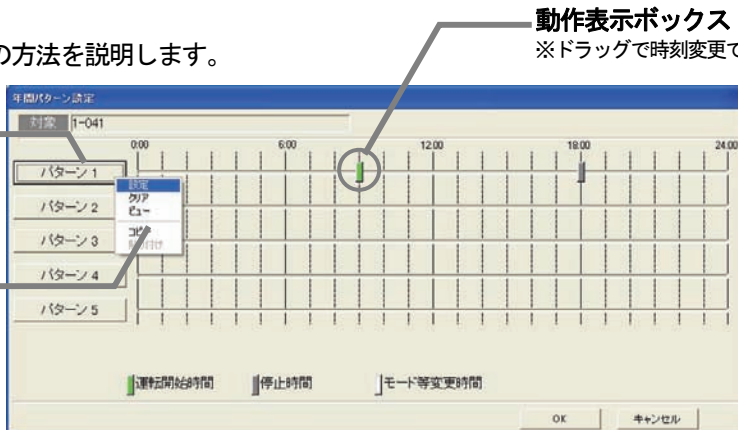 動作表示ボックス
※ドラッグで時刻変更で
の方法を説明します。
年間パターン設定
対象 1-041
0:00 6:00 12:00 18:00 24:00
パターン 1
設定
クリア
ビュー
コピー
貼り付け
パターン 2
パターン 3
パターン 4
パターン 5
運転開始時間 停止時間 モード等変更時間
OK キャンセル